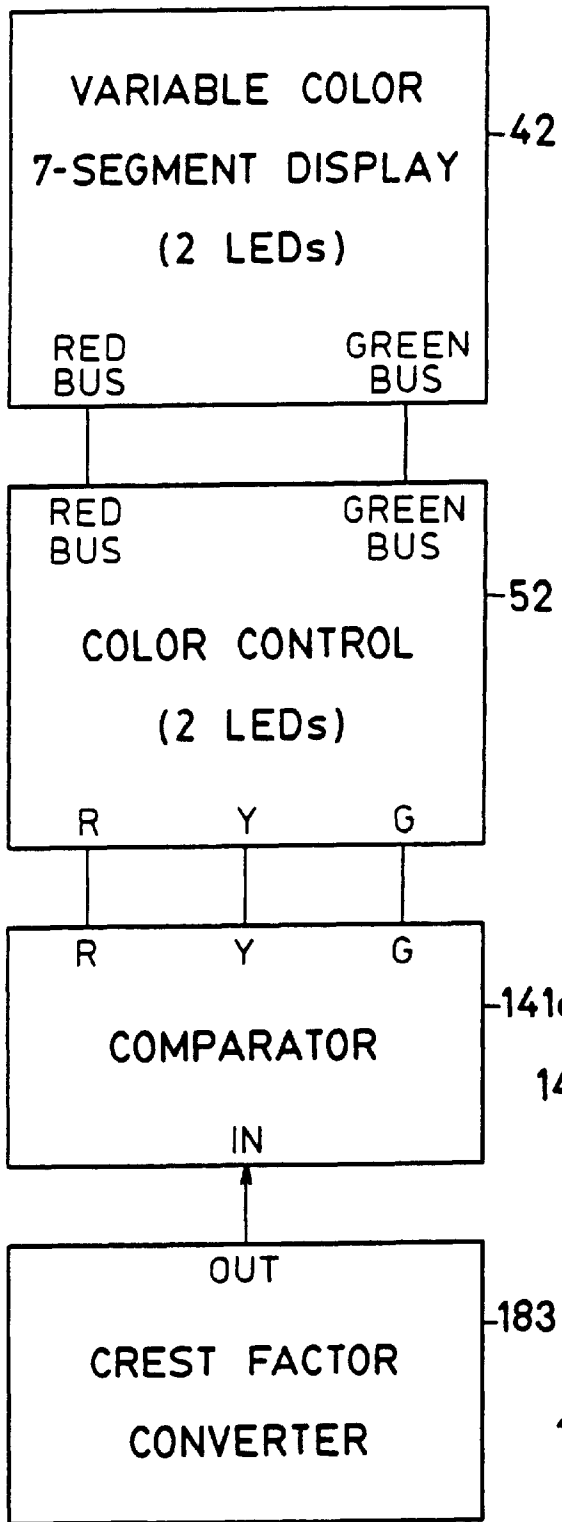 VARIABLE COLOR
42
7-SEGMENT DISPLAY
(2 LEDs)
RED BUS GREEN BUS
RED BUS GREEN BUS
52
COLOR CONTROL
(2 LEDs)
R Y G
R Y G
COMPARATOR
IN
OUT
183
CREST FACTOR
CONVERTER